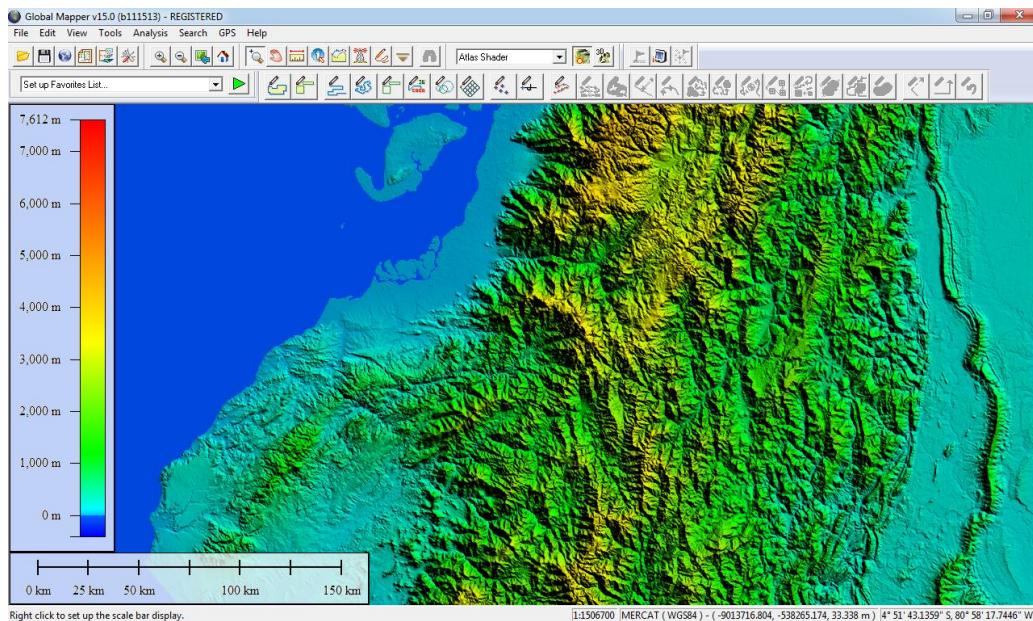 Global Mapper v15.0 (b111513) - REGISTERED
File Edit View Tools Analysis Search GPS Help
Atlas Shader
Set up Favorites List...
7,612 m
7,000 m
6,000 m
5,000 m
4,000 m
3,000 m
2,000 m
1,000 m
0 m
0 km 25 km 50 km 100 km 150 km
Right click to set up the scale bar display.
1:1506700 MERCAT ( WGS84 ) - ( -9013716.804, -538265.174, 33.338 m ) 4° 51' 43.1359" S, 80° 58' 17.7446" W